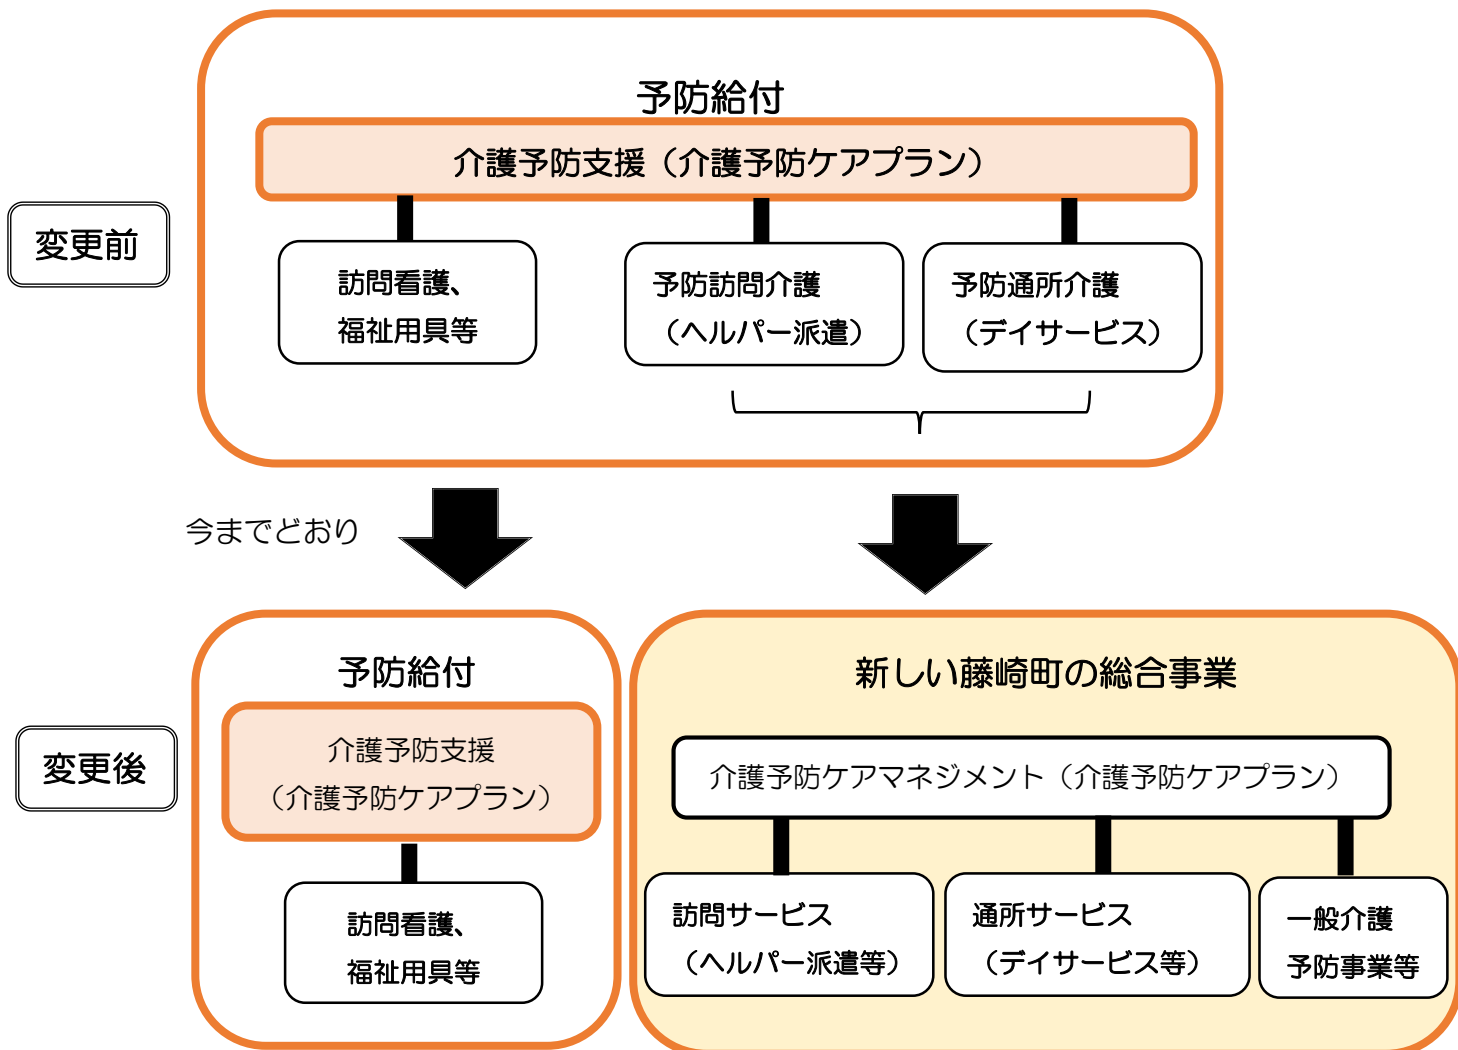 予防給付
介護予防支援（介護予防ケアプラン）
変更前
訪問看護、
福祉用具等
予防訪問介護
（ヘルパー派遣）
予防通所介護
（デイサービス）
今までどおり
変更後
予防給付
介護予防支援
（介護予防ケアプラン）
訪問看護、
福祉用具等
新しい藤崎町の総合事業
介護予防ケアマネジメント（介護予防ケアプラン）
訪問サービス
（ヘルパー派遣等）
通所サービス
（デイサービス等）
一般介護
予防事業等